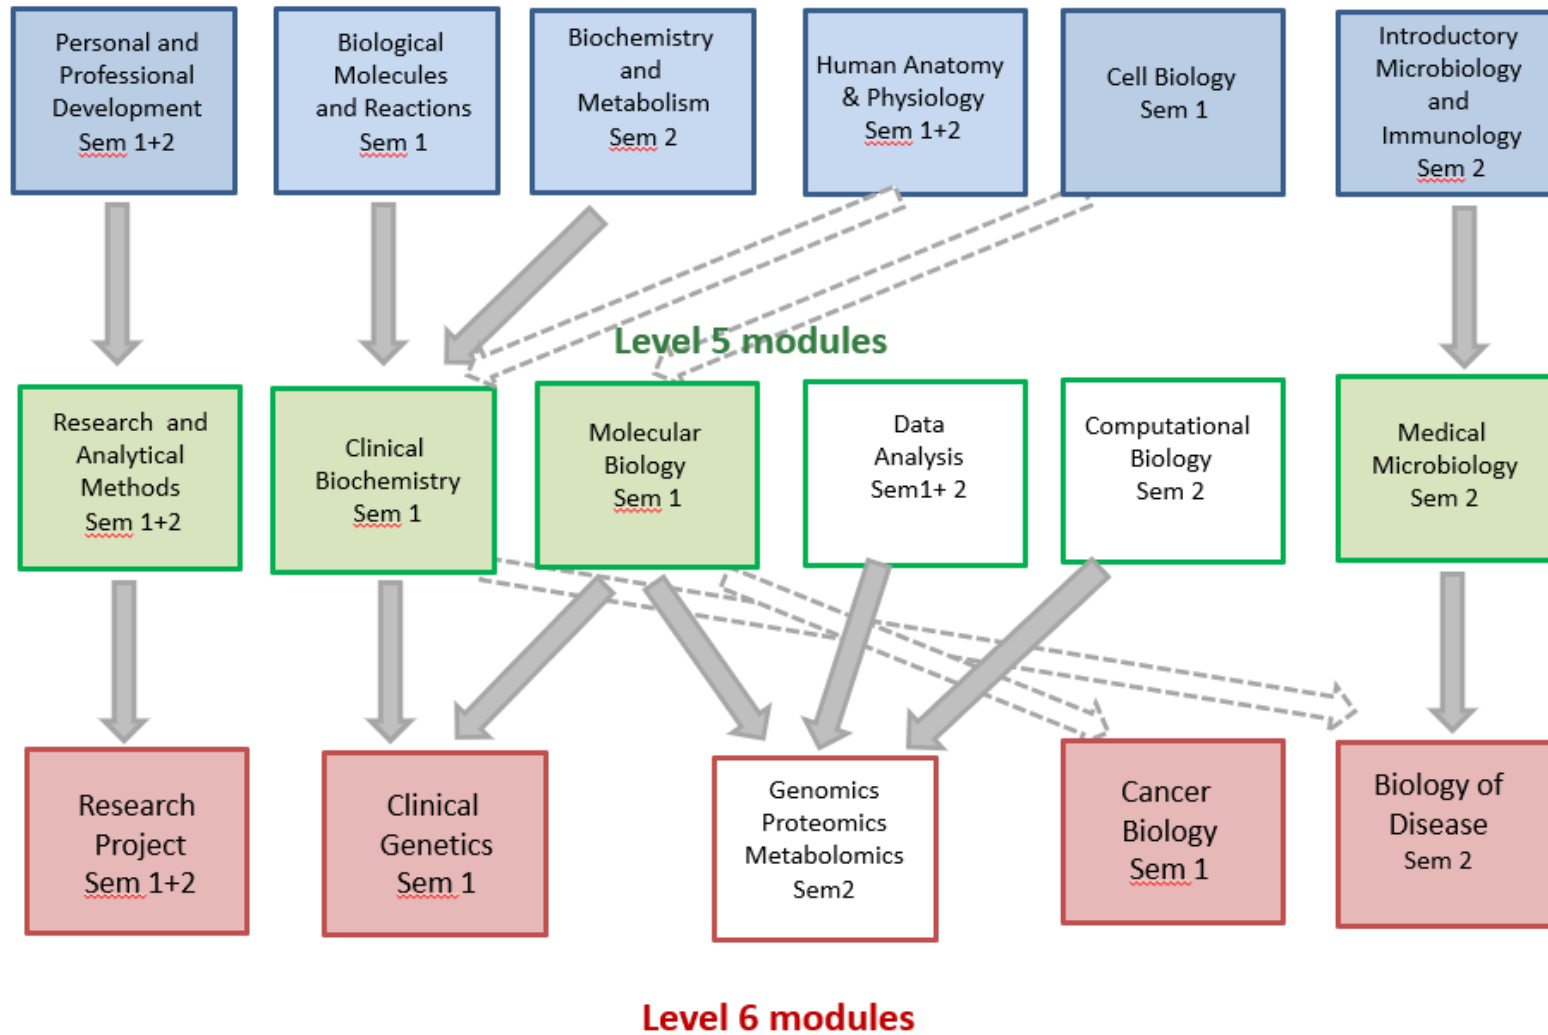 Personal and
Professional
Development
Sem 1+2
Biological
Molecules
and Reactions
Sem 1
Biochemistry
and
Metabolism
Sem 2
Human Anatomy
& Physiology
Sem 1+2
Cell Biology
Sem 1
Introductory
Microbiology
and
Immunology
Sem 2
Level 5 modules
Research and
Analytical
Methods
Sem 1+2
Clinical
Biochemistry
Sem 1
Molecular
Biology
Sem 1
Data
Analysis
Sem1+ 2
Computational
Biology
Sem 2
Medical
Microbiology
Sem 2
Research
Project
Sem 1+2
Clinical
Genetics
Sem 1
Genomics
Proteomics
Metabolomics
Sem2
Cancer
Biology
Sem 1
Biology of
Disease
Sem 2
Level 6 modules